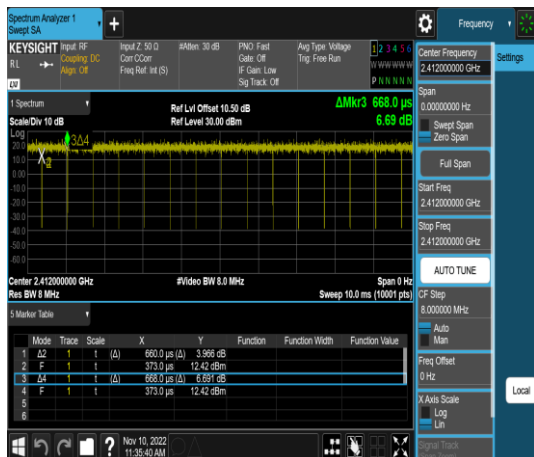 Spectrum Analyzer 1
Swept SA
Frequency
KEYSIGHT
RL
Input: RF
Coupling: DC
Align: Off
Input Z: 50 Ω
Corr CCorr
Freq Ref: Int (S)
#Atten: 30 dB
PNO: Fast
Gate: Off
IF Gain: Low
Sig Track: Off
Avg Type: Voltage
Trig: Free Run
1 2 3 4 5 6
W W W W W W
P N N N N N
LXI
1 Spectrum
Scale/Div 10 dB
Ref Lvl Offset 10.50 dB
Ref Level 30.00 dBm
ΔMkr3 668.0 µs
6.69 dB
Log
20.0
10.0
0.00
-10.0
-20.0
-30.0
-40.0
-50.0
-60.0
3Δ4
Center 2.412000000 GHz
Res BW 8 MHz
#Video BW 8.0 MHz
Span 0 Hz
Sweep 10.0 ms (10001 pts)
5 Marker Table
Mode Trace Scale X Y Function Function Width Function Value
1 Δ2 1 t (Δ) 660.0 µs (Δ) 3.966 dB
2 F 1 t 373.0 µs 12.42 dBm
3 Δ4 1 t (Δ) 668.0 µs (Δ) 6.691 dB
4 F 1 t 373.0 µs 12.42 dBm
5
6
Nov 10, 2022
11:35:40 AM
Center Frequency
2.412000000 GHz
Settings
Span
0.00000000 Hz
Swept Span
Zero Span
Full Span
Start Freq
2.412000000 GHz
Stop Freq
2.412000000 GHz
AUTO TUNE
CF Step
8.000000 MHz
Auto
Man
Freq Offset
0 Hz
X Axis Scale
Log
Lin
Local
Signal Track